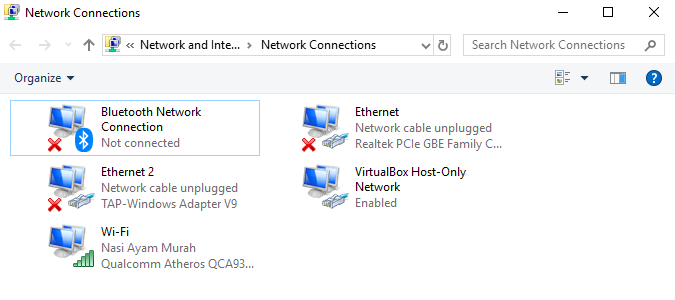 Network Connections
« Network and Inte... > Network Connections
Search Network Connections
Organize
Bluetooth Network
Connection
Not connected
Ethernet
Network cable unplugged
Realtek PCIe GBE Family C...
Ethernet 2
Network cable unplugged
TAP-Windows Adapter V9
VirtualBox Host-Only
Network
Enabled
Wi-Fi
Nasi Ayam Murah
Qualcomm Atheros QCA93...